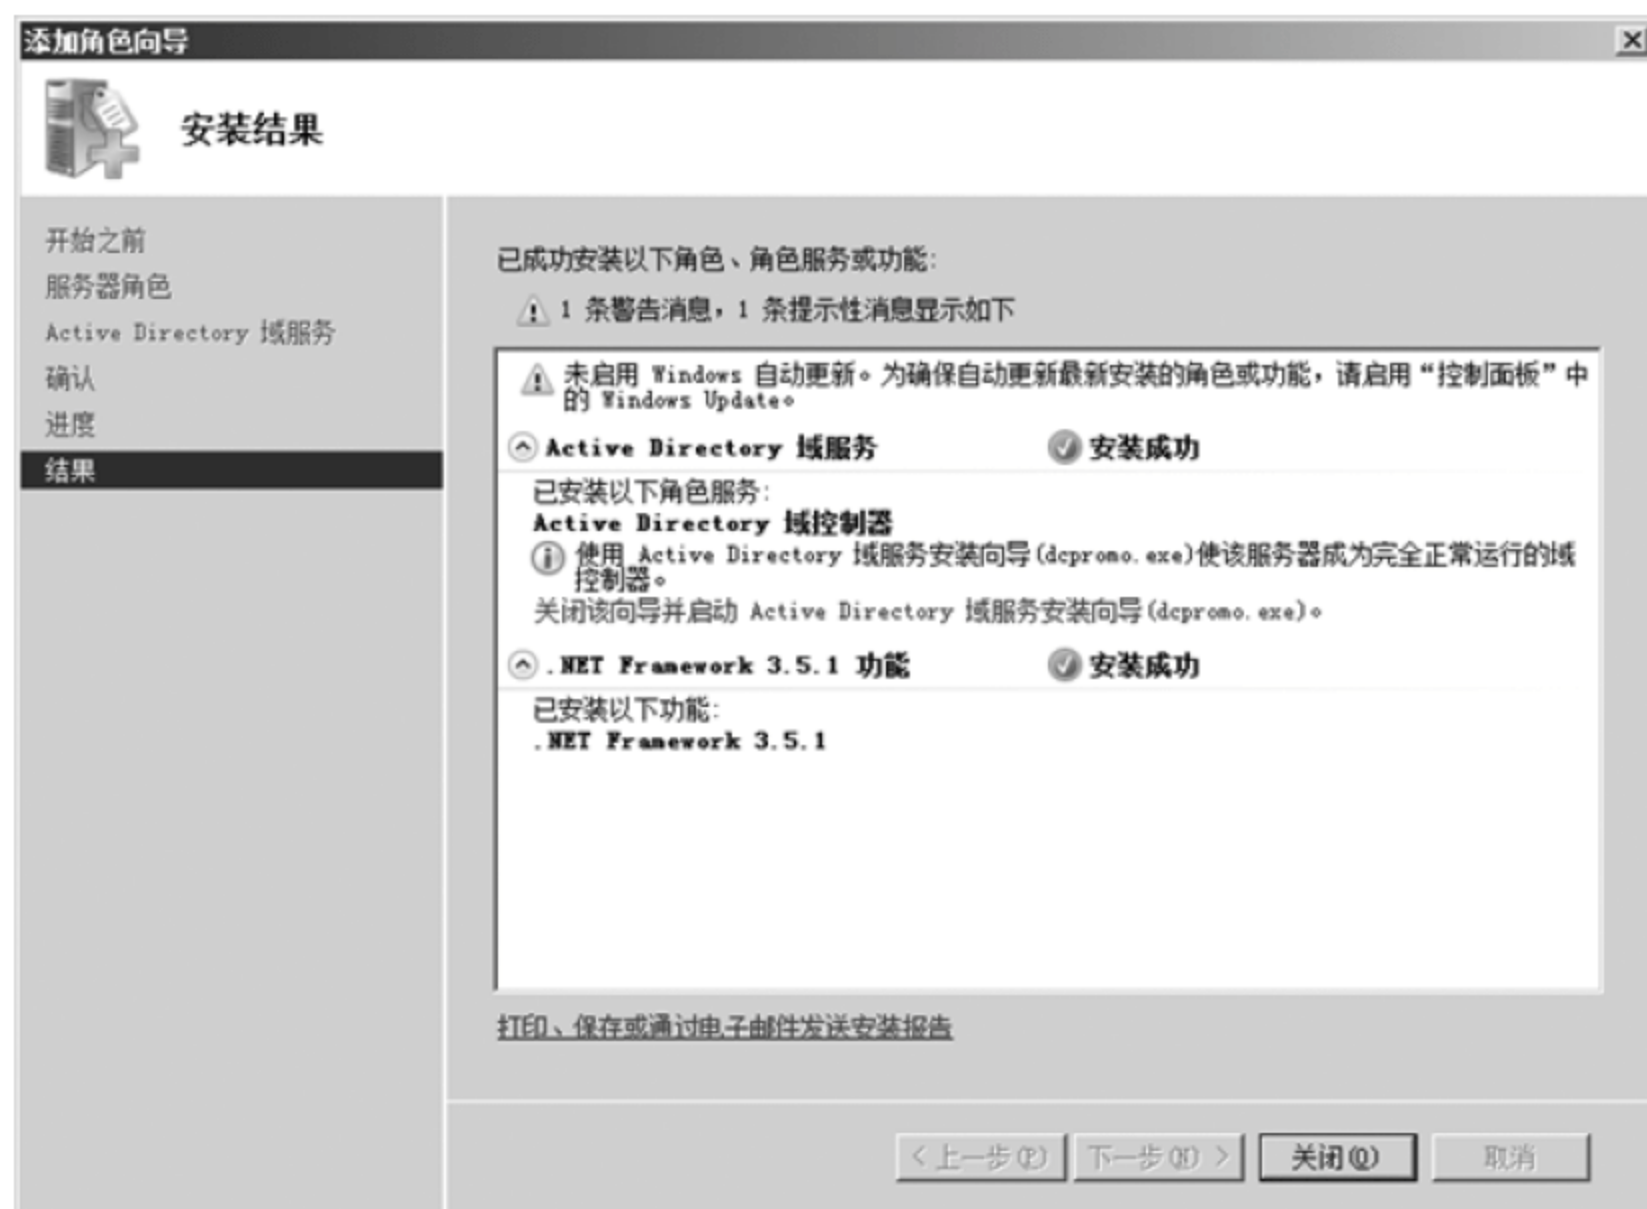 添加角色向导
安装结果
开始之前
服务器角色
Active Directory 域服务
确认
进度
结果
已成功安装以下角色、角色服务或功能:
1 条警告消息，1 条提示性消息显示如下
未启用 Windows 自动更新。为确保自动更新最新安装的角色或功能，请启用“控制面板”中
的 Windows Update。
Active Directory 域服务 安装成功
已安装以下角色服务:
Active Directory 域控制器
使用 Active Directory 域服务安装向导(dcpromo.exe)使该服务器成为完全正常运行的域
控制器。
关闭该向导并启动 Active Directory 域服务安装向导(dcpromo.exe)。
.NET Framework 3.5.1 功能 安装成功
已安装以下功能:
.NET Framework 3.5.1
打印、保存或通过电子邮件发送安装报告
< 上一步(P) 下一步(N) > 关闭(O) 取消